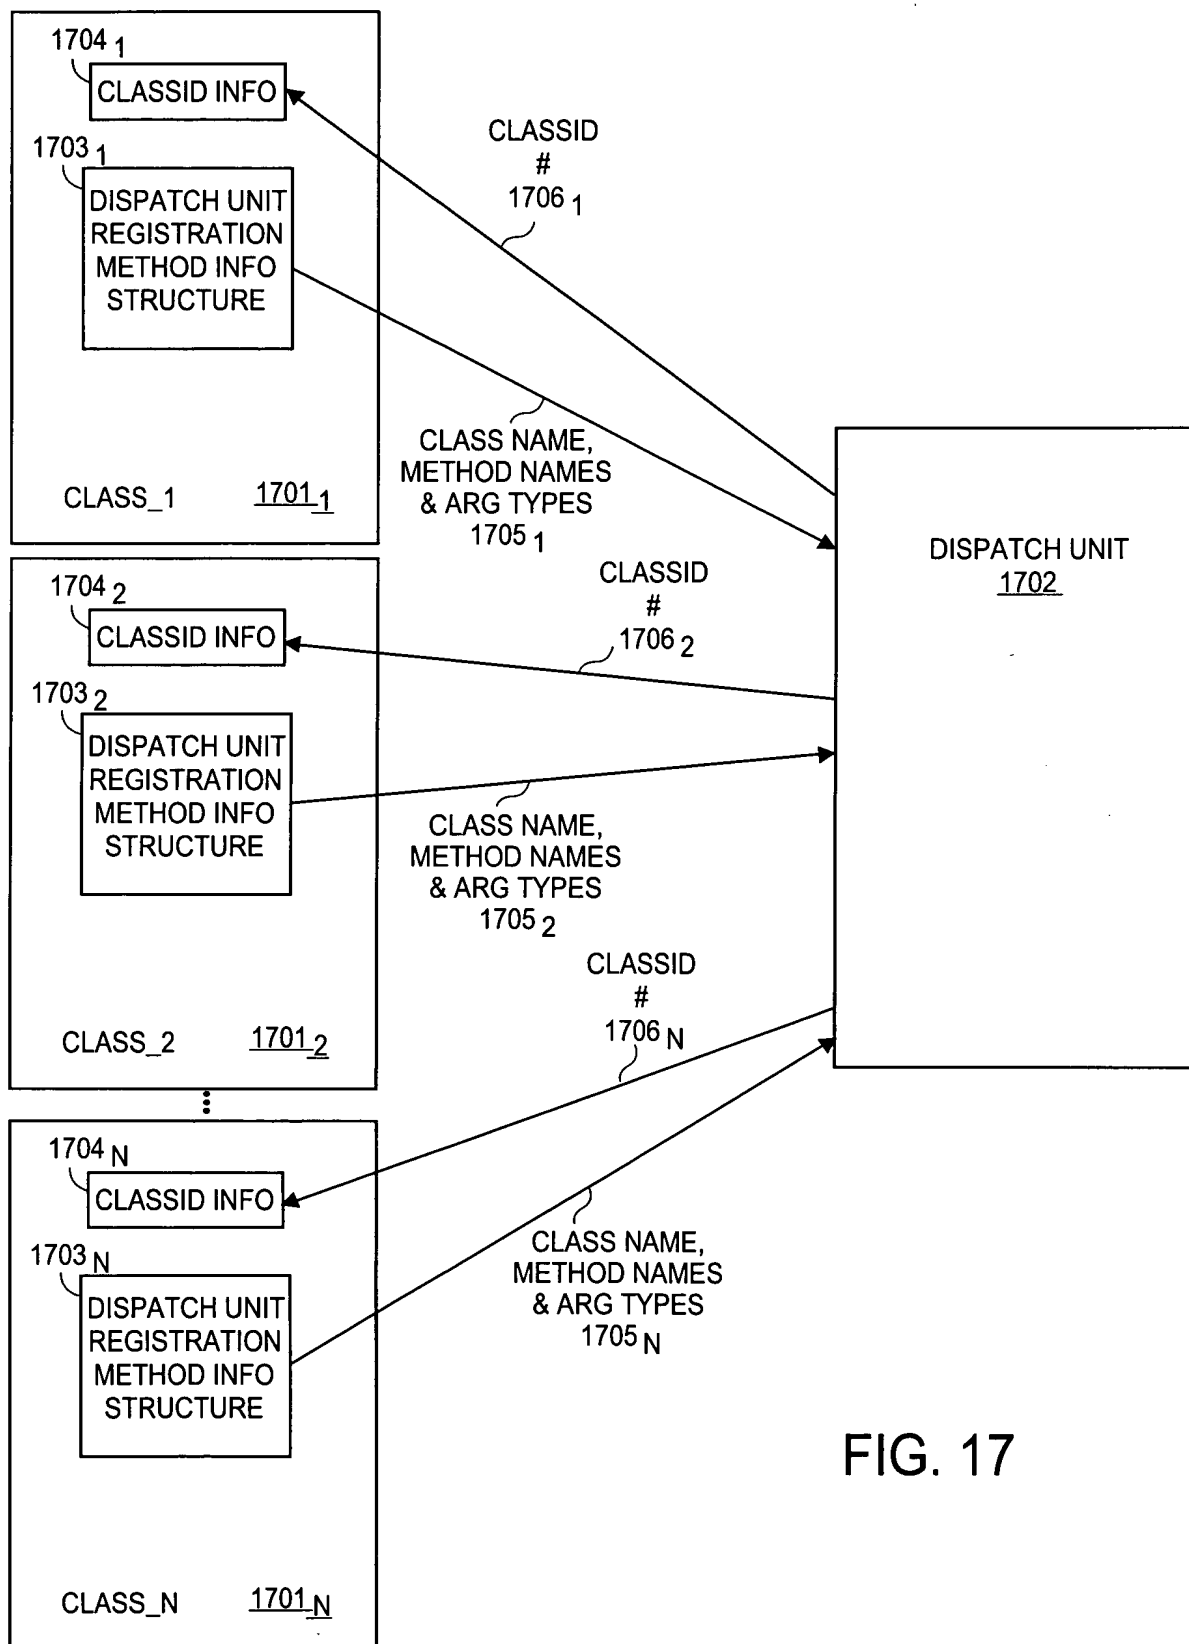 1704 1
CLASSID INFO
1703 1
DISPATCH UNIT
REGISTRATION
METHOD INFO
STRUCTURE
CLASS_1
1701 1
CLASSID
#
1706 1
CLASS NAME,
METHOD NAMES
& ARG TYPES
1705 1
DISPATCH UNIT
1702
1704 2
CLASSID INFO
1703 2
DISPATCH UNIT
REGISTRATION
METHOD INFO
STRUCTURE
CLASS_2
1701 2
CLASSID
#
1706 2
CLASS NAME,
METHOD NAMES
& ARG TYPES
1705 2
1704 N
CLASSID INFO
1703 N
DISPATCH UNIT
REGISTRATION
METHOD INFO
STRUCTURE
CLASS_N
1701 N
CLASSID
#
1706 N
CLASS NAME,
METHOD NAMES
& ARG TYPES
1705 N
FIG. 17